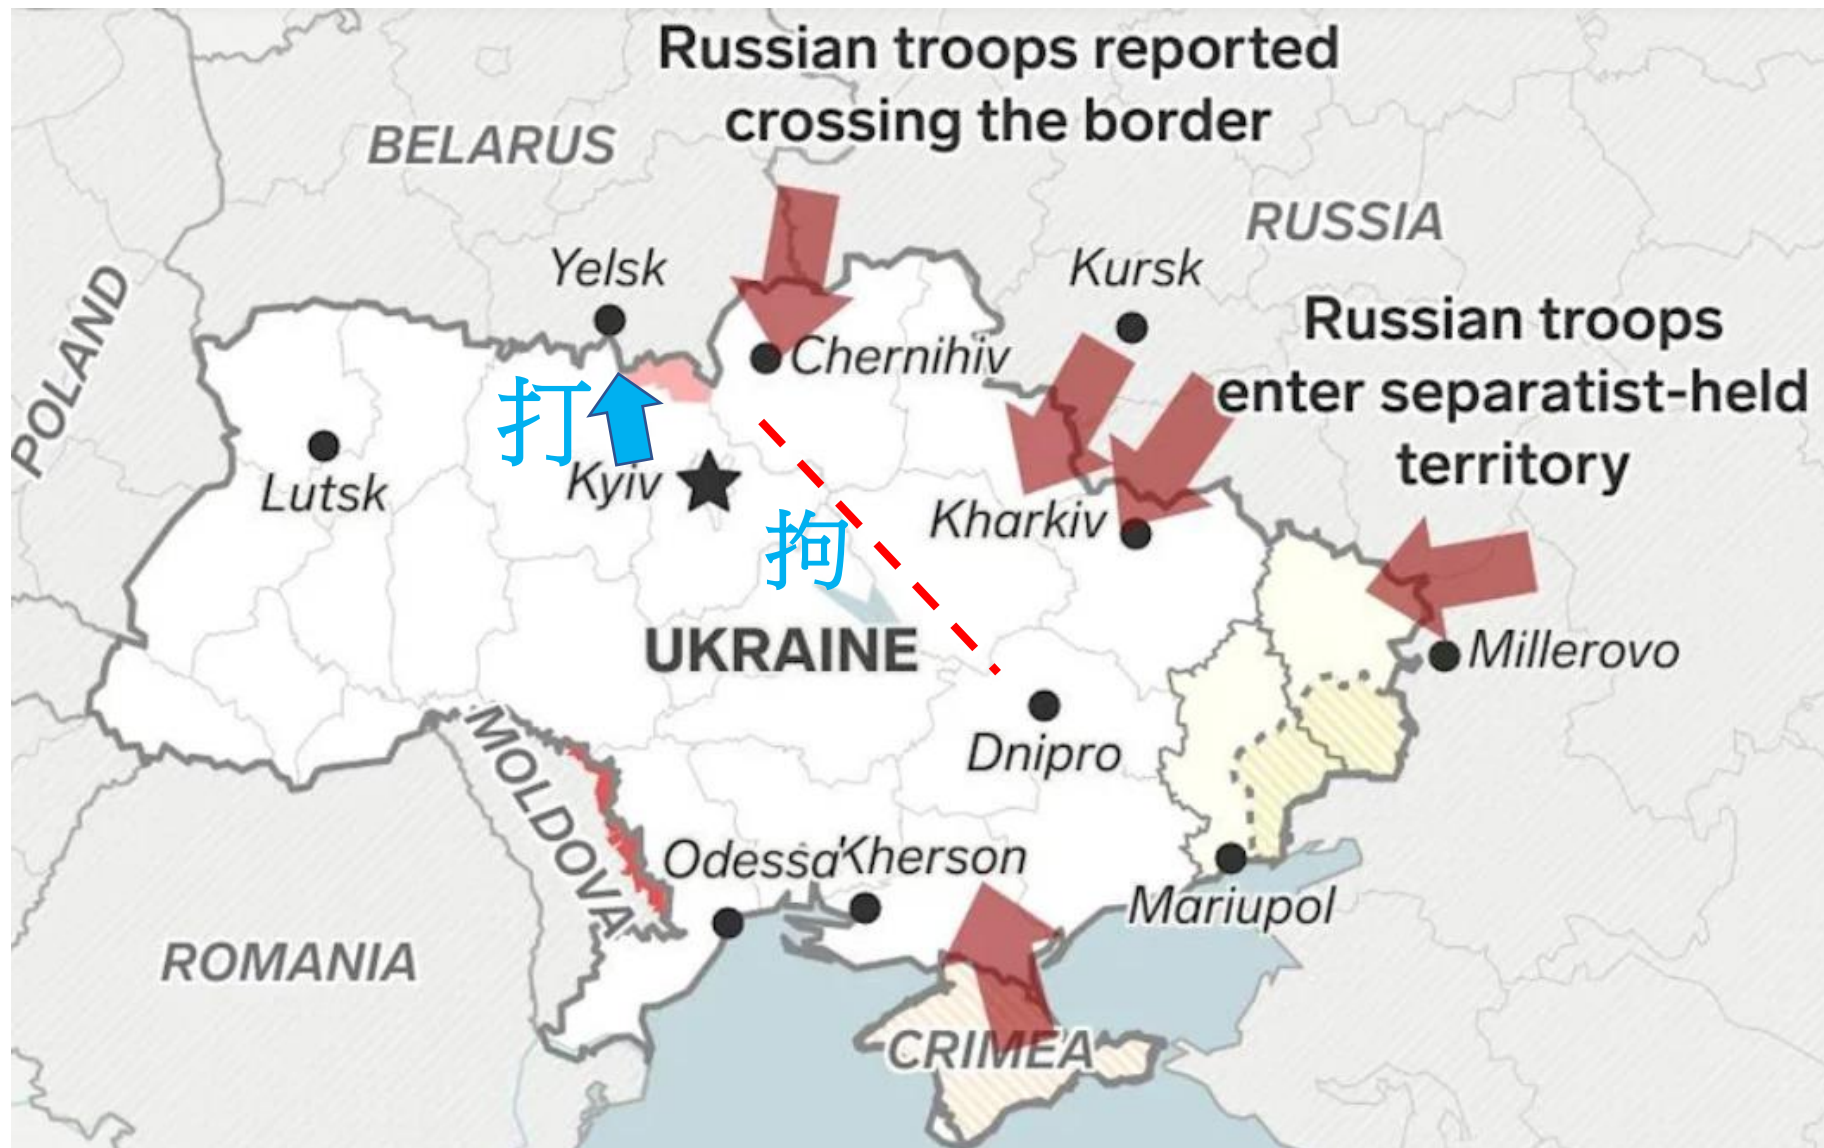 Russian troops reported
crossing the border
BELARUS
RUSSIA
Yelsk
Kursk
POLAND
Russian troops
enter separatist-held
territory
Chernihiv
打
Lutsk
Kyiv
Kharkiv
拘
UKRAINE
Millerovo
MOLDOVA
Dnipro
Odessa
Kherson
Mariupol
ROMANIA
CRIMEA